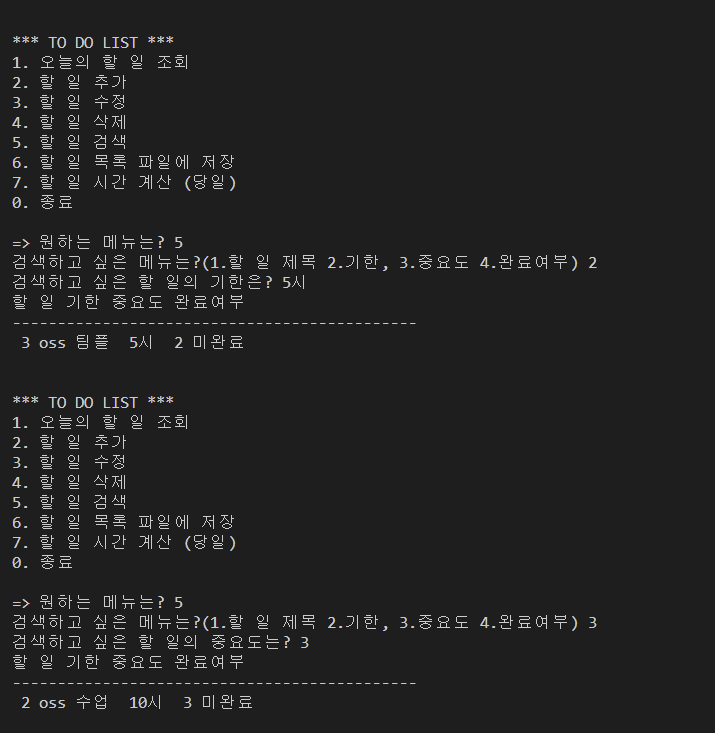 *** TO DO LIST ***
1. 오늘의 할 일 조회
2. 할 일 추가
3. 할 일 수정
4. 할 일 삭제
5. 할 일 검색
6. 할 일 목록 파일에 저장
7. 할 일 시간 계산 (당일)
0. 종료
=> 원하는 메뉴는? 5
검색하고 싶은 메뉴는?(1.할 일 제목 2.기한, 3.중요도 4.완료여부) 2
검색하고 싶은 할 일의 기한은? 5시
할 일 기한 중요도 완료여부
---------------------------------------------
3 oss 팀플  5시  2 미완료
*** TO DO LIST ***
1. 오늘의 할 일 조회
2. 할 일 추가
3. 할 일 수정
4. 할 일 삭제
5. 할 일 검색
6. 할 일 목록 파일에 저장
7. 할 일 시간 계산 (당일)
0. 종료
=> 원하는 메뉴는? 5
검색하고 싶은 메뉴는?(1.할 일 제목 2.기한, 3.중요도 4.완료여부) 3
검색하고 싶은 할 일의 중요도는? 3
할 일 기한 중요도 완료여부
---------------------------------------------
2 oss 수업  10시  3 미완료